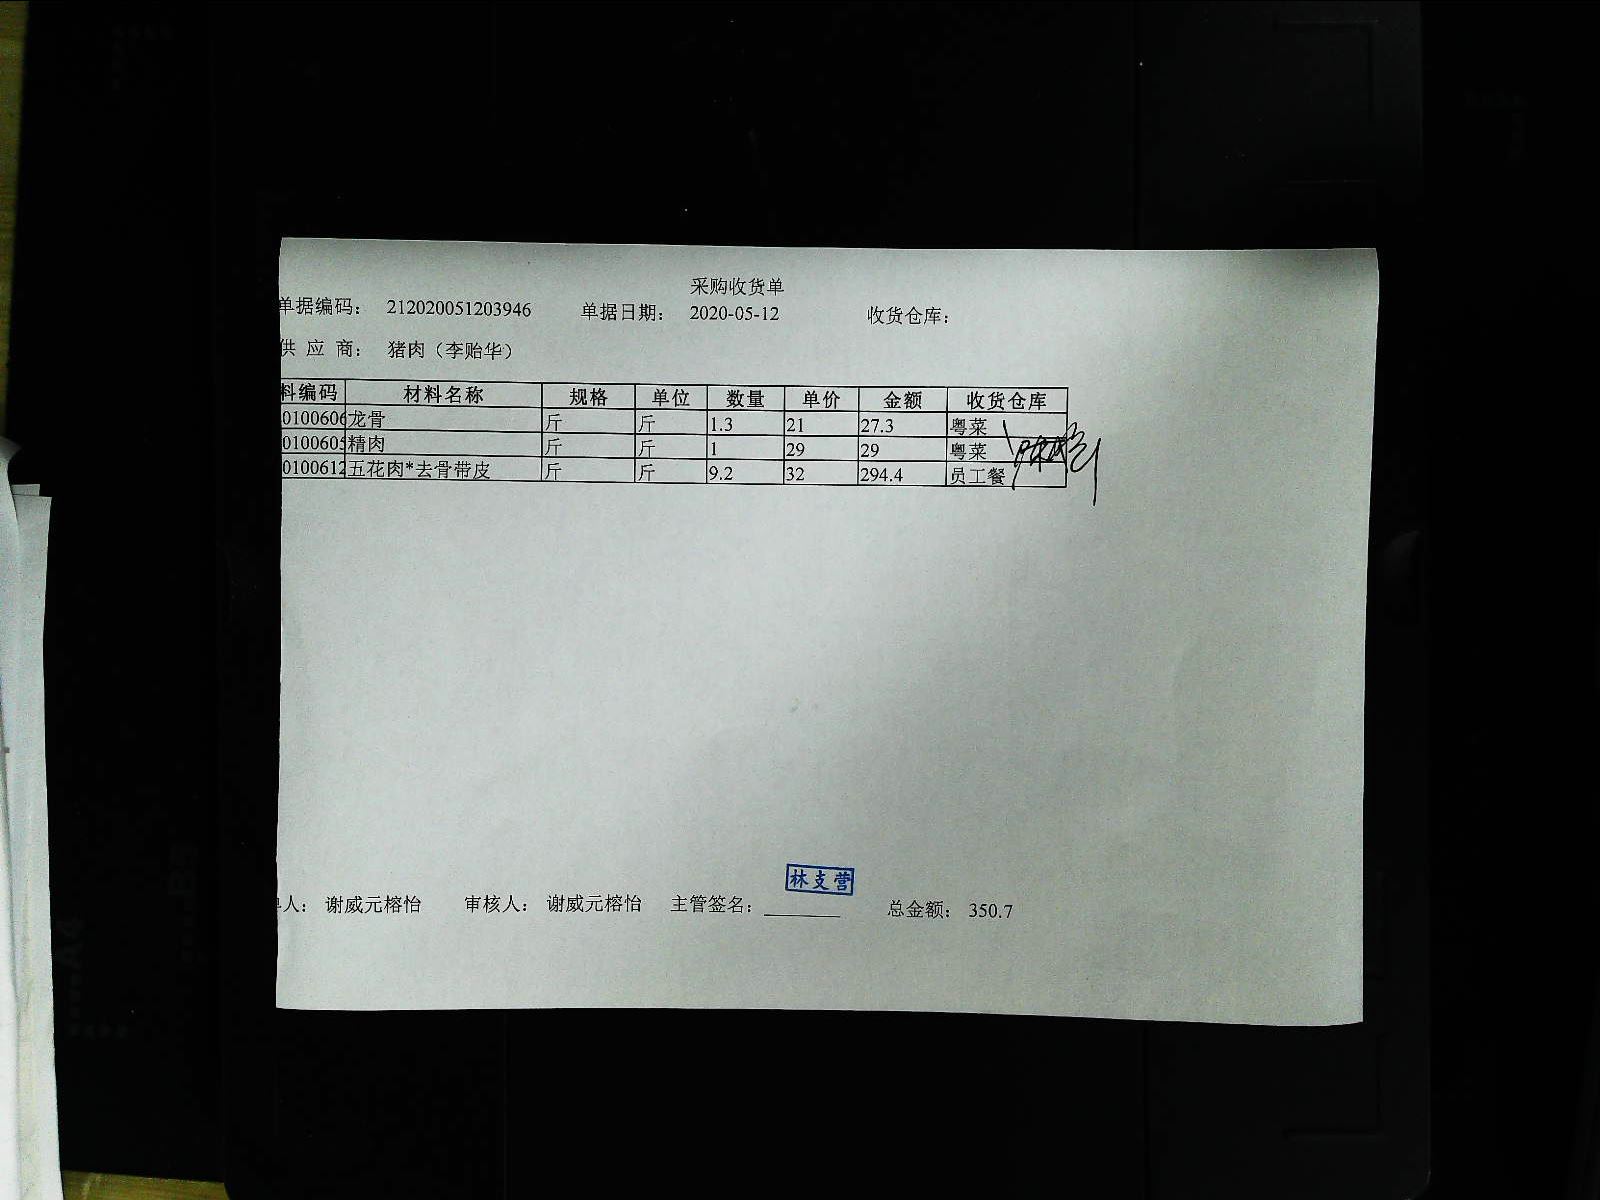 采购收货单
单据编码： 212020051203946 单据日期： 2020-05-12 收货仓库：
供 应 商： 猪肉（李贻华）
料编码 材料名称 规格 单位 数量 单价 金额 收货仓库
0100606 龙骨 斤 斤 1.3 21 27.3 粤菜
0100605 精肉 斤 斤 1 29 29 粤菜
0100612 五花肉*去骨带皮 斤 斤 9.2 32 294.4 员工餐
林支营
人： 谢威元榕怡 审核人： 谢威元榕怡 主管签名： 总金额： 350.7